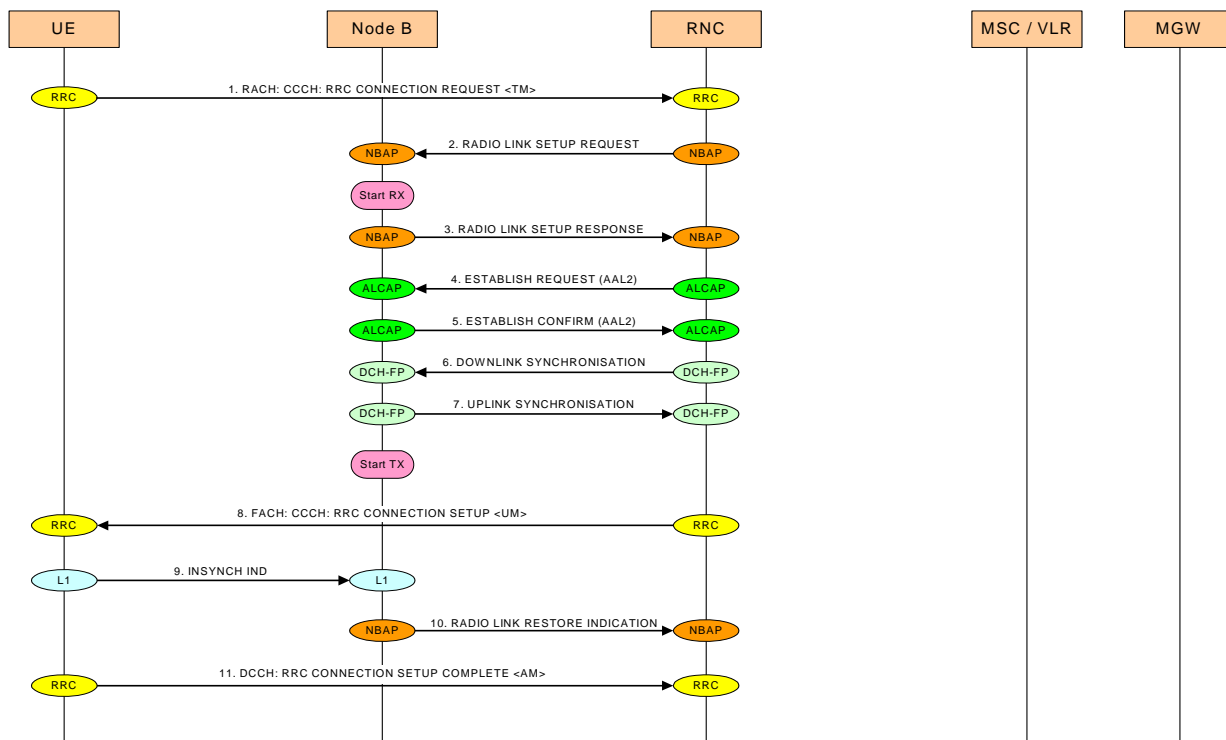 UE
Node B
RNC
MSC / VLR
MGW
1. RACH: CCCH: RRC CONNECTION REQUEST <TM>
RRC
RRC
2. RADIO LINK SETUP REQUEST
NBAP
NBAP
Start RX
3. RADIO LINK SETUP RESPONSE
NBAP
NBAP
4. ESTABLISH REQUEST (AAL2)
ALCAP
ALCAP
5. ESTABLISH CONFIRM (AAL2)
ALCAP
ALCAP
6. DOWNLINK SYNCHRONISATION
DCH-FP
DCH-FP
7. UPLINK SYNCHRONISATION
DCH-FP
DCH-FP
Start TX
8. FACH: CCCH: RRC CONNECTION SETUP <UM>
RRC
RRC
9. INSYNCH IND
L1
L1
10. RADIO LINK RESTORE INDICATION
NBAP
NBAP
11. DCCH: RRC CONNECTION SETUP COMPLETE <AM>
RRC
RRC